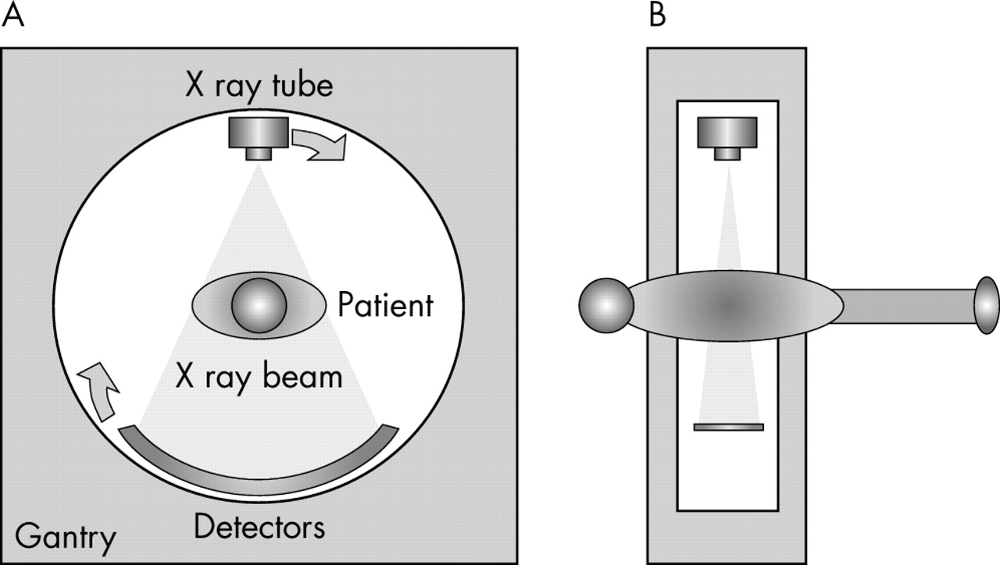 A
B
X ray tube
Patient
X ray beam
Detectors
Gantry